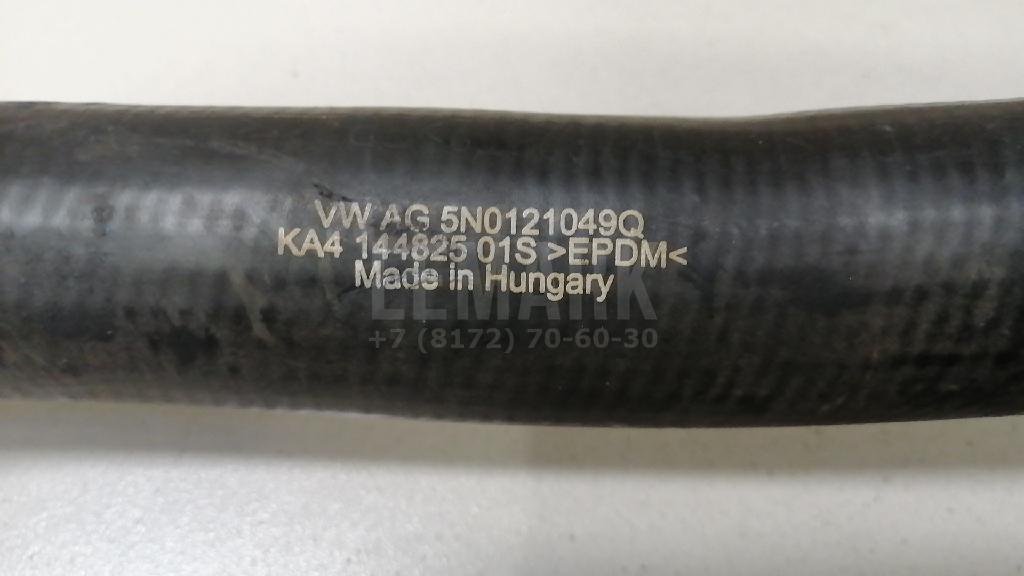 VW AG 5N0121049Q
KA4 144825 01S >EPDM<
Made in Hungary
LEMARK
+7 (8172) 70-60-30